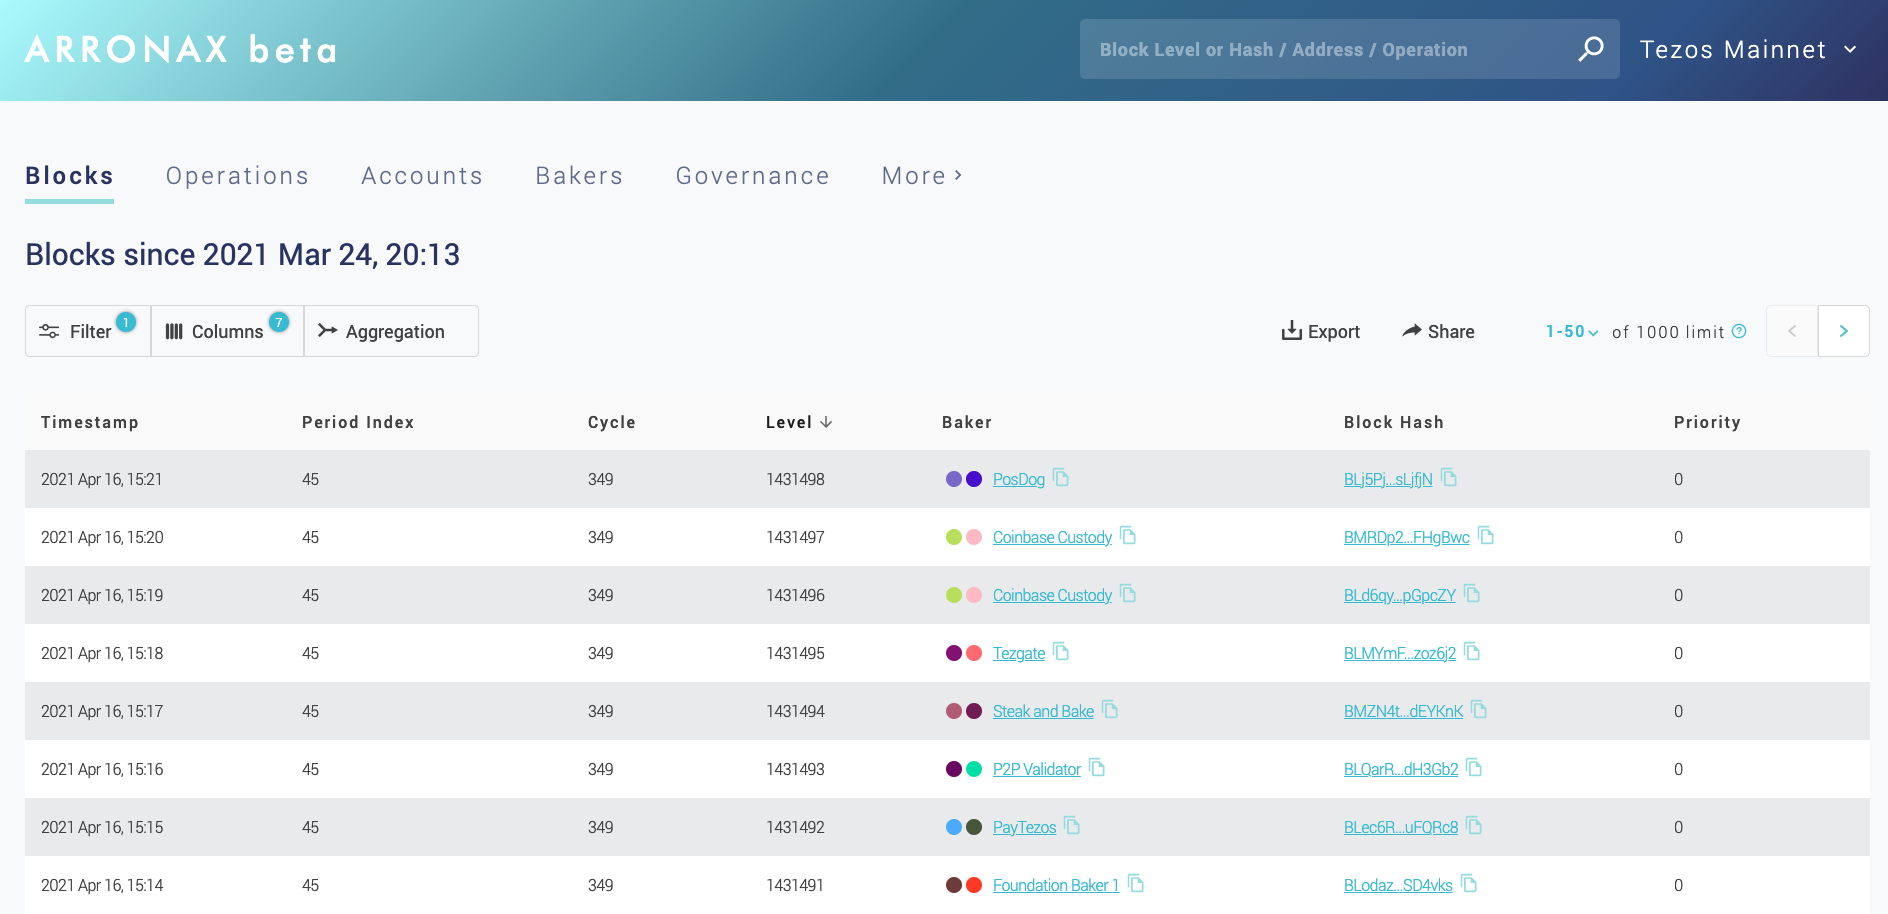 ARRONAX beta
Block Level or Hash / Address / Operation
Tezos Mainnet
Blocks Operations Accounts Bakers Governance More
Blocks since 2021 Mar 24, 20:13
Filter 1 Columns 7 Aggregation Export Share 1-50 of 1000 limit ?
Timestamp Period Index Cycle Level Baker Block Hash Priority
2021 Apr 16, 15:21 45 349 1431498 PosDog BLj5Pj...sLjfjN 0
2021 Apr 16, 15:20 45 349 1431497 Coinbase Custody BMRDp2...FHgBwc 0
2021 Apr 16, 15:19 45 349 1431496 Coinbase Custody BLd6qy...pGpcZY 0
2021 Apr 16, 15:18 45 349 1431495 Tezgate BLMYmF...zoz6j2 0
2021 Apr 16, 15:17 45 349 1431494 Steak and Bake BMZN4t...dEYKnK 0
2021 Apr 16, 15:16 45 349 1431493 P2P Validator BLQarR...dH3Gb2 0
2021 Apr 16, 15:15 45 349 1431492 PayTezos BLec6R...uFQRc8 0
2021 Apr 16, 15:14 45 349 1431491 Foundation Baker 1 BLodaz...SD4vks 0